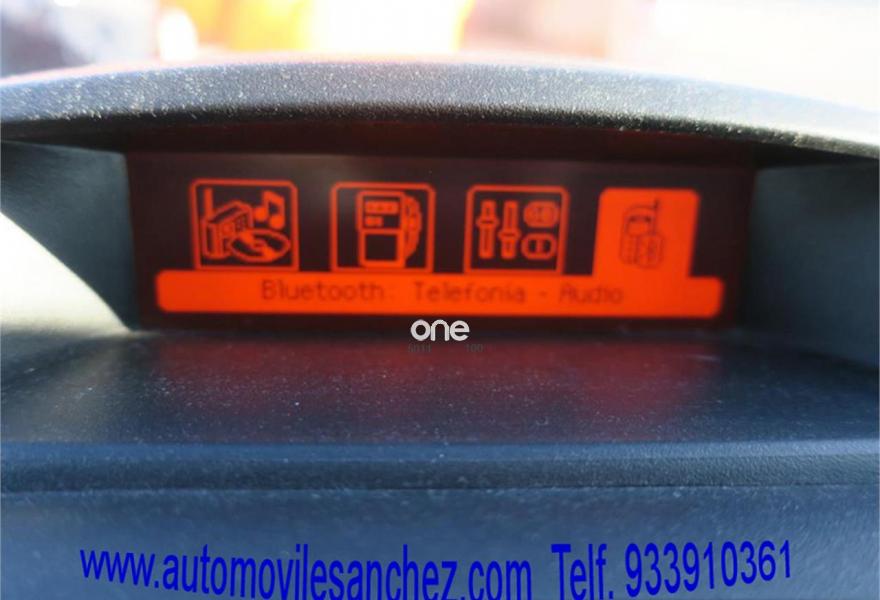 Bluetooth: Telefonia - Audio
one
www.automovilesanchez.com Telf. 933910361